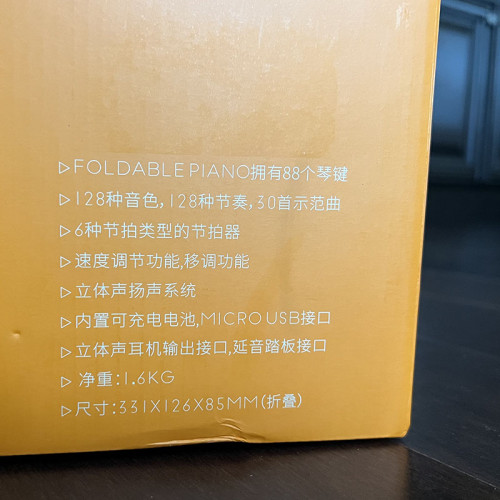 ▷FOLDABLE PIANO拥有88个琴键
▷128种音色,128种节奏,30首示范曲
▷6种节拍类型的节拍器
▷速度调节功能,移调功能
▷立体声扬声系统
▷内置可充电电池,MICRO USB接口
▷立体声耳机输出接口,延音踏板接口
▷ 净重:1.6KG
▷尺寸:331X126X85MM(折叠)